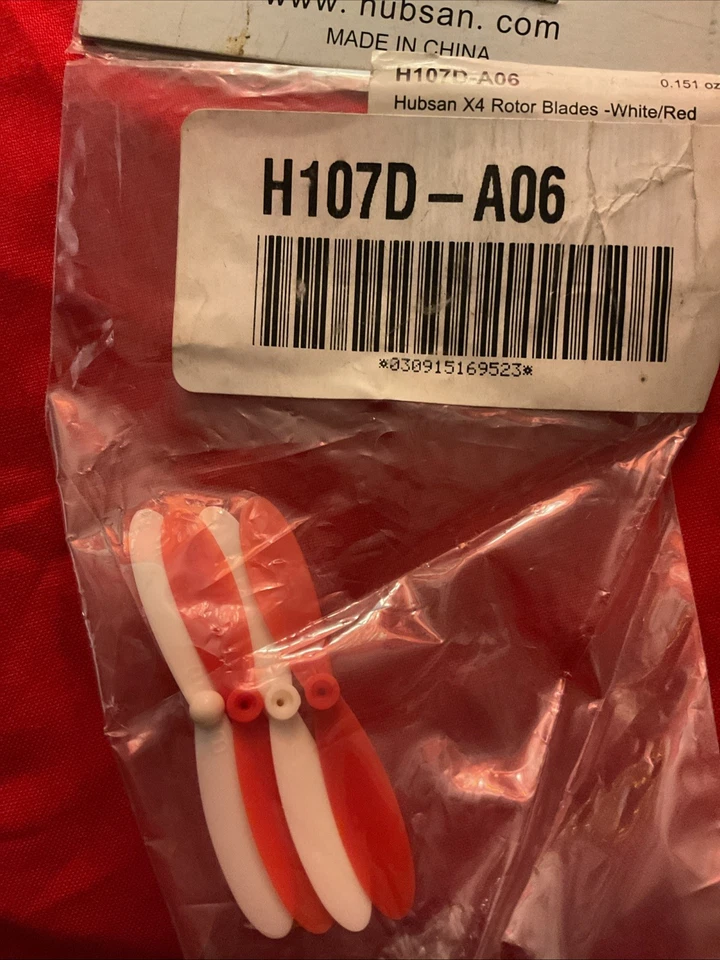 www. hubsan. com
MADE IN CHINA
H107D-A06 0.151 oz
Hubsan X4 Rotor Blades -White/Red
H107D-A06
*030915169523*